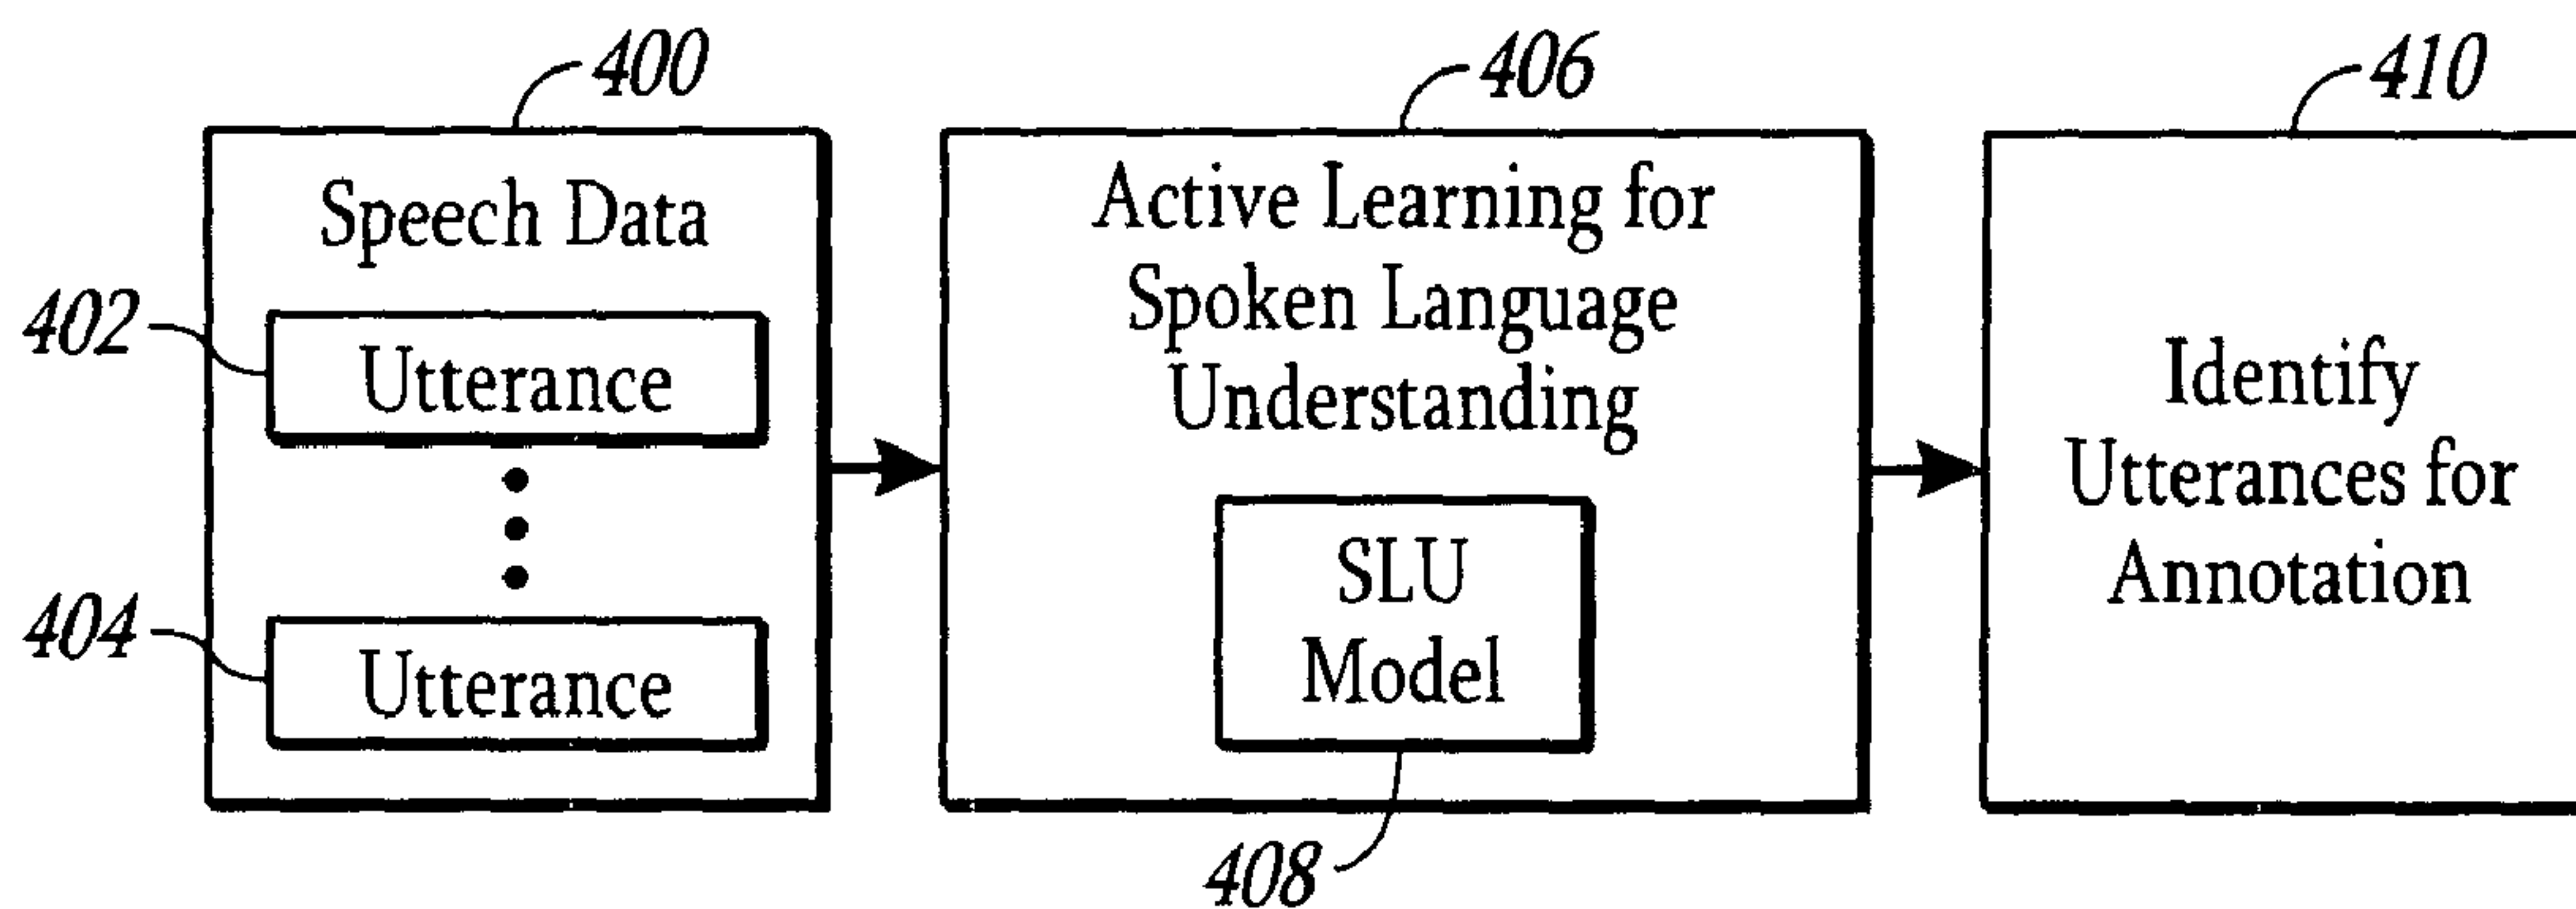 400
Speech Data
402
Utterance
404
Utterance
406
Active Learning for
Spoken Language
Understanding
SLU
Model
408
410
Identify
Utterances for
Annotation